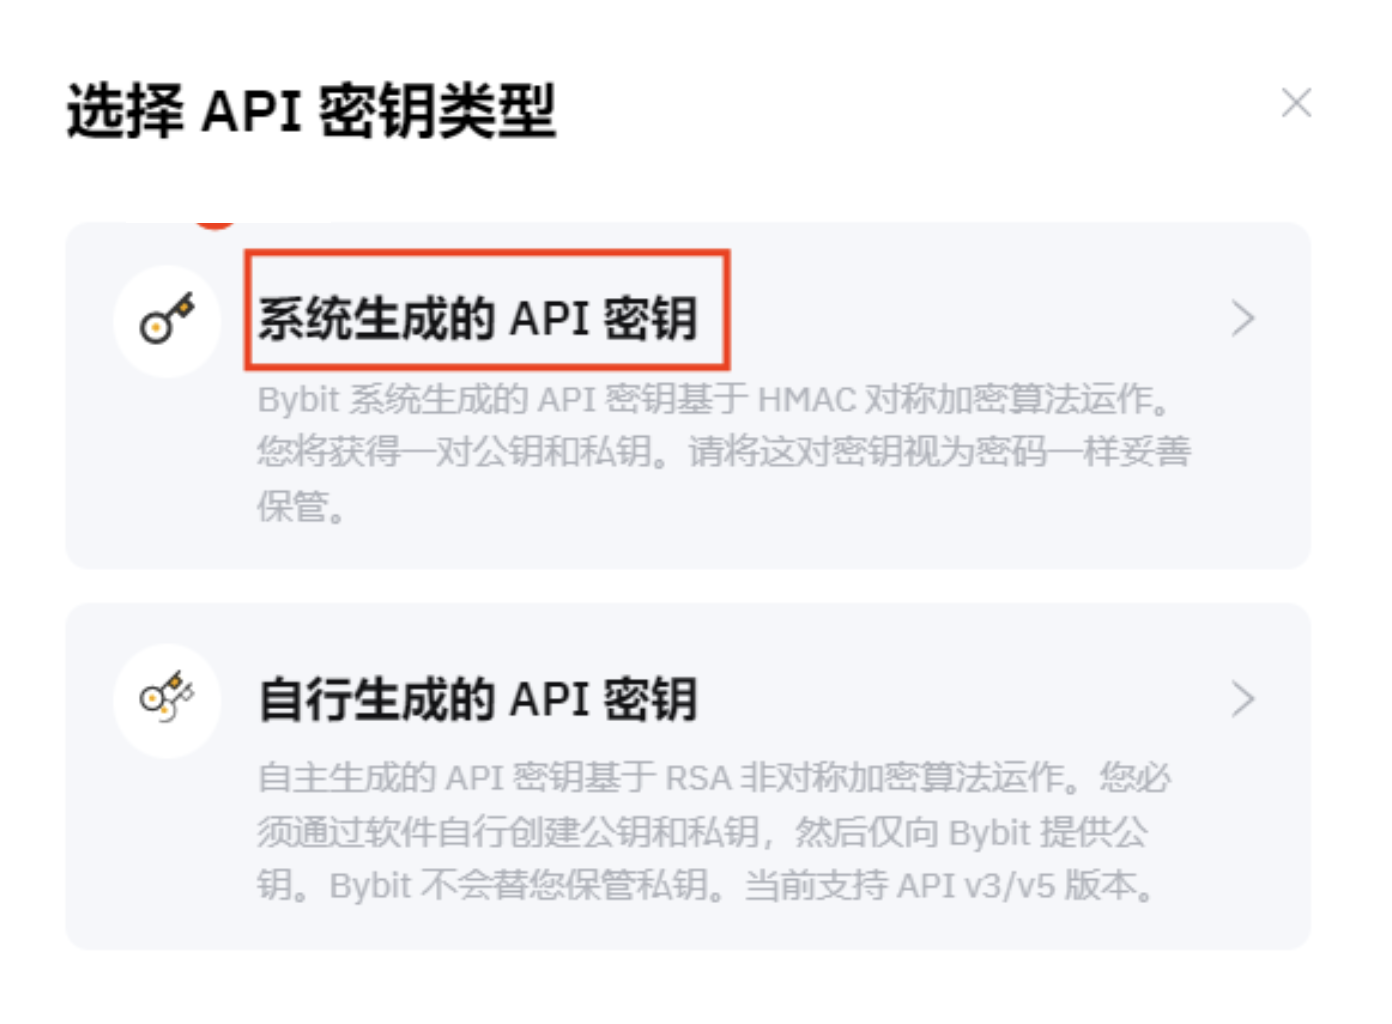 选择 API 密钥类型
系统生成的 API 密钥
Bybit 系统生成的 API 密钥基于 HMAC 对称加密算法运作。
您将获得一对公钥和私钥。请将这对密钥视为密码一样妥善
保管。
自行生成的 API 密钥
自主生成的 API 密钥基于 RSA 非对称加密算法运作。您必
须通过软件自行创建公钥和私钥，然后仅向 Bybit 提供公
钥。Bybit 不会替您保管私钥。当前支持 API v3/v5 版本。